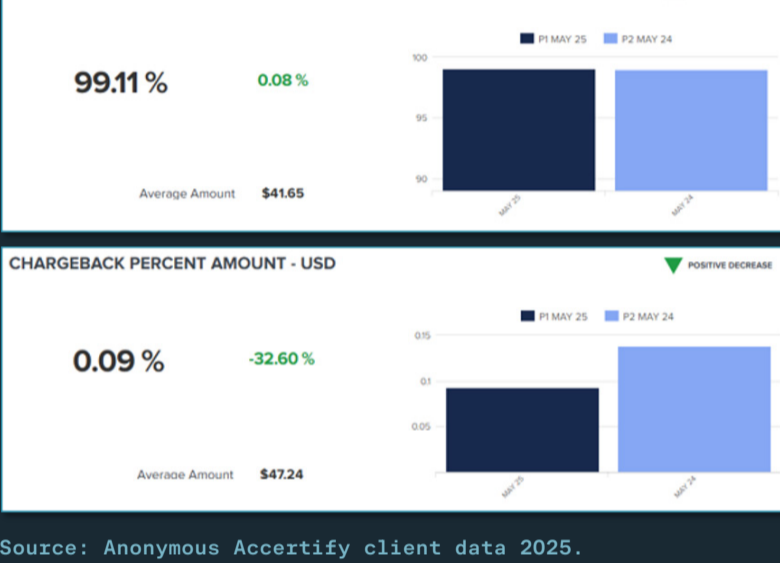 P1 MAY 25 P2 MAY 24
100
99.11 % 0.08 %
95
90
Average Amount $41.65
MAY 25 MAY 24
CHARGEBACK PERCENT AMOUNT - USD
POSITIVE DECREASE
P1 MAY 25 P2 MAY 24
0.15
0.09 % -32.60 %
0.1
0.05
Average Amount $47.24
MAY 25 MAY 24
Source: Anonymous Accertify client data 2025.